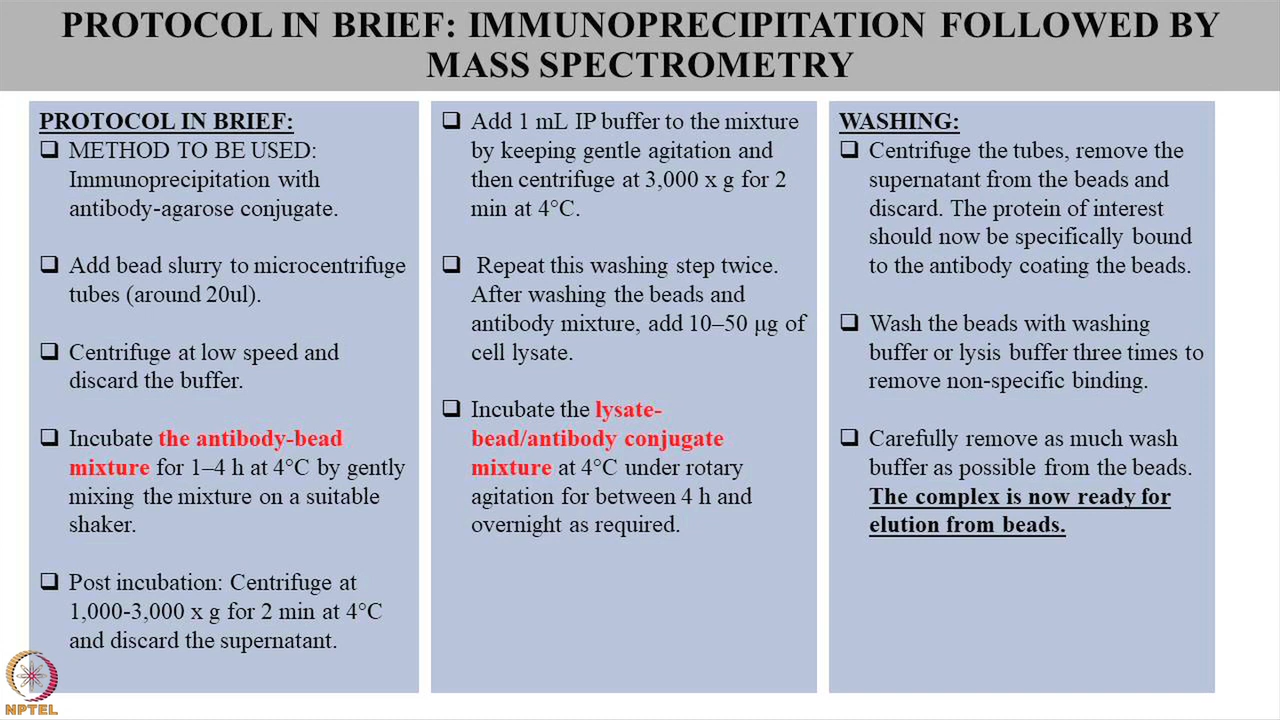 PROTOCOL IN BRIEF: IMMUNOPRECIPITATION FOLLOWED BY
MASS SPECTROMETRY
PROTOCOL IN BRIEF:
❑ METHOD TO BE USED:
Immunoprecipitation with
antibody-agarose conjugate.
❑ Add bead slurry to microcentrifuge
tubes (around 20ul).
❑ Centrifuge at low speed and
discard the buffer.
❑ Incubate the antibody-bead
mixture for 1–4 h at 4°C by gently
mixing the mixture on a suitable
shaker.
❑ Post incubation: Centrifuge at
1,000-3,000 x g for 2 min at 4°C
and discard the supernatant.
❑ Add 1 mL IP buffer to the mixture
by keeping gentle agitation and
then centrifuge at 3,000 x g for 2
min at 4°C.
❑ Repeat this washing step twice.
After washing the beads and
antibody mixture, add 10–50 μg of
cell lysate.
❑ Incubate the lysate-
bead/antibody conjugate
mixture at 4°C under rotary
agitation for between 4 h and
overnight as required.
WASHING:
❑ Centrifuge the tubes, remove the
supernatant from the beads and
discard. The protein of interest
should now be specifically bound
to the antibody coating the beads.
❑ Wash the beads with washing
buffer or lysis buffer three times to
remove non-specific binding.
❑ Carefully remove as much wash
buffer as possible from the beads.
The complex is now ready for
elution from beads.
NPTEL